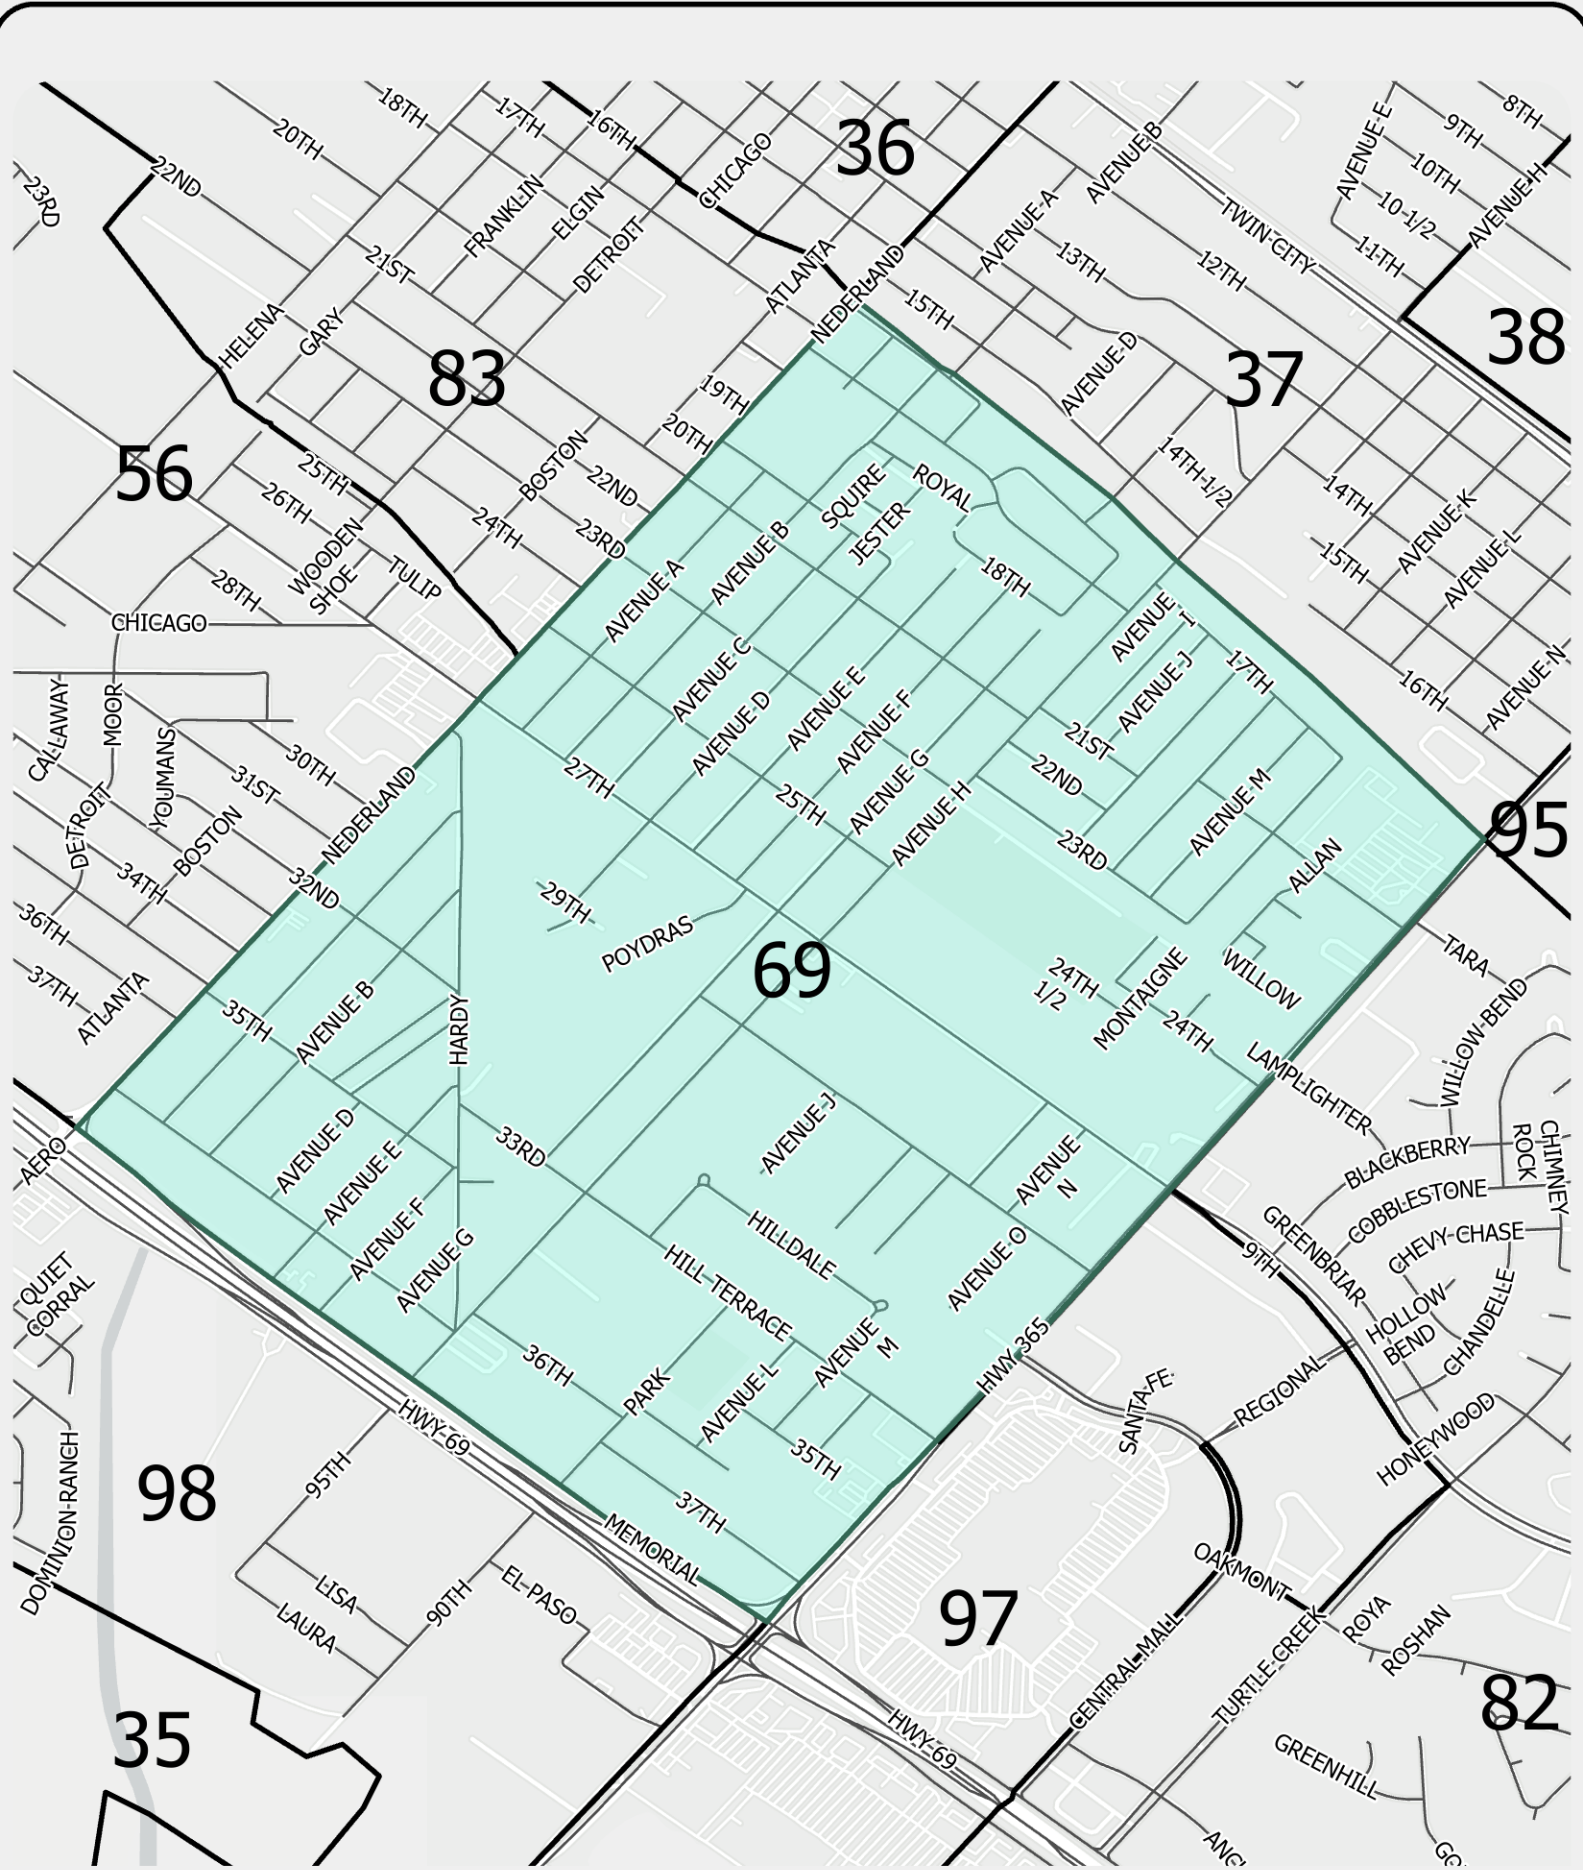 8TH
18TH
17TH
16TH
AVENUE E
9TH
20TH
36
CHICAGO
AVENUE B
10TH
22ND
AVENUE H
23RD
FRANKLIN
ELGIN
AVENUE A
10-1/2
TWIN CITY
11TH
DETROIT
21ST
ATLANTA
13TH
12TH
NEDERLAND
15TH
HELENA
GARY
38
83
AVENUE D
37
19TH
20TH
56
25TH
BOSTON
22ND
14TH 1/2
26TH
SQUIRE
ROYAL
14TH
24TH
23RD
JESTER
AVENUE K
WOODEN
SHOE
TULIP
AVENUE B
15TH
AVENUE L
28TH
AVENUE A
18TH
CHICAGO
AVENUE I
AVENUE C
17TH
AVENUE J
16TH
AVENUE N
CALLAWAY
MOOR
YOUMANS
AVENUE D
AVENUE E
AVENUE F
30TH
21ST
31ST
27TH
22ND
NEDERLAND
25TH
AVENUE G
AVENUE H
AVENUE M
95
DETROIT
BOSTON
34TH
32ND
23RD
ALLAN
36TH
29TH
POYDRAS
69
TARA
37TH
ATLANTA
24TH
1/2
MONTAIGNE
WILLOW
35TH
AVENUE B
HARDY
24TH
WILLOW BEND
LAMPLIGHTER
AVENUE J
AERO
AVENUE D
33RD
AVENUE
N
BLACKBERRY
CHIMNEY
ROCK
AVENUE E
COBBLESTONE
AVENUE F
HILLDALE
GREENBRIAR
CHEVY CHASE
AVENUE G
AVENUE O
9TH
QUIET
CORRAL
HILL TERRACE
HOLLOW
BEND
CHANDELLE
AVENUE
M
HWY 365
36TH
PARK
AVENUE L
SANTA FE
REGIONAL
HWY 69
HONEYWOOD
35TH
95TH
98
DOMINION RANCH
37TH
MEMORIAL
OAKMONT
LISA
LAURA
90TH
EL PASO
97
ROYA
ROSHAN
CENTRAL MALL
TURTLE CREEK
82
35
HWY 69
GREENHILL